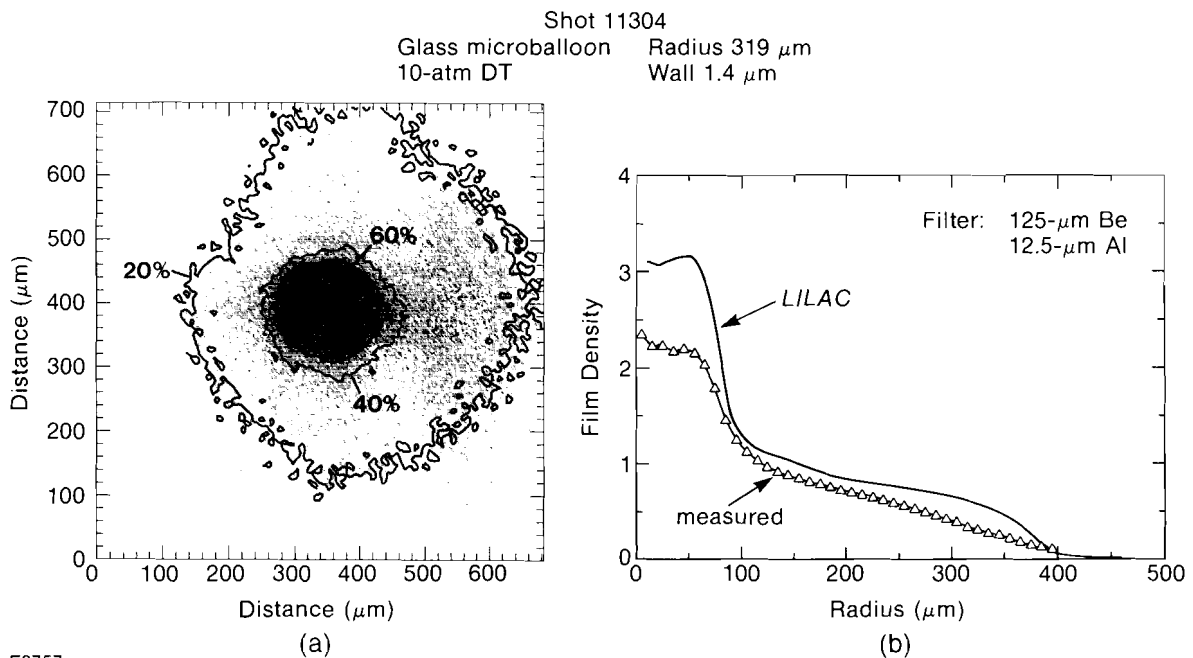 Shot 11304
Glass microballoon Radius 319 μm
10-atm DT Wall 1.4 μm
700
600
500
400
300
200
100
0
Distance (μm)
20%
60%
40%
0 100 200 300 400 500 600
Distance (μm)
(a)
4
3
2
1
0
Film Density
Filter: 125-μm Be
12.5-μm Al
LILAC
measured
0 100 200 300 400 500
Radius (μm)
(b)